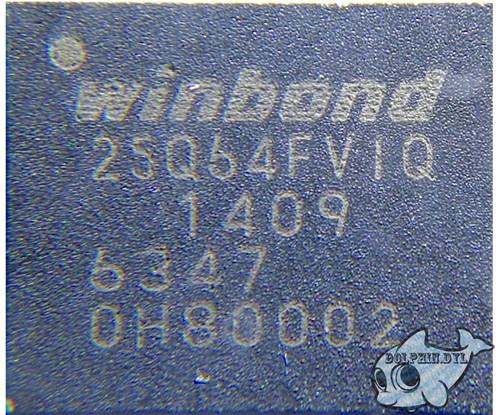 winbond
25Q64FVIQ
1409
6347
0H80002
DOLPHIN.DYL